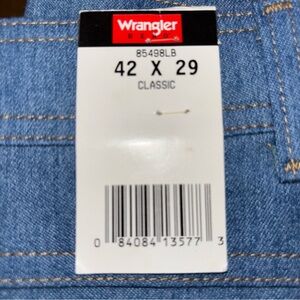 Wrangler
85498LB
42 X 29
CLASSIC
0 84084 13577 3